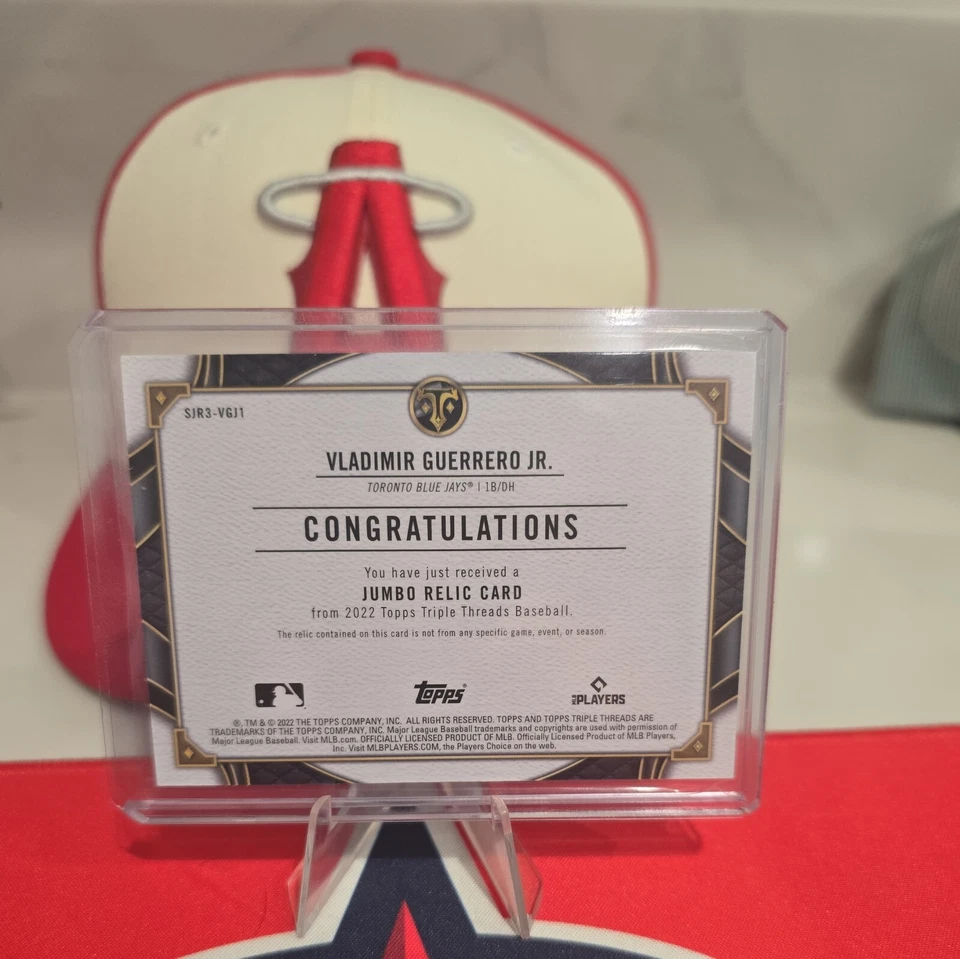 SJR3-VGJ1
VLADIMIR GUERRERO JR.
TORONTO BLUE JAYS® | 1B/DH
CONGRATULATIONS
You have just received a
JUMBO RELIC CARD
from 2022 Topps Triple Threads Baseball.
The relic contained on this card is not from any specific game, event, or season.
topps®
MLB PLAYERS
®, TM & © 2022 THE TOPPS COMPANY, INC. ALL RIGHTS RESERVED. TOPPS AND TOPPS TRIPLE THREADS ARE
TRADEMARKS OF THE TOPPS COMPANY, INC. Major League Baseball trademarks and copyrights are used with permission of
Major League Baseball. Visit MLB.com. OFFICIALLY LICENSED PRODUCT OF MLB. Officially Licensed Product of MLB Players,
Inc. Visit MLBPLAYERS.COM, the Players Choice on the web.